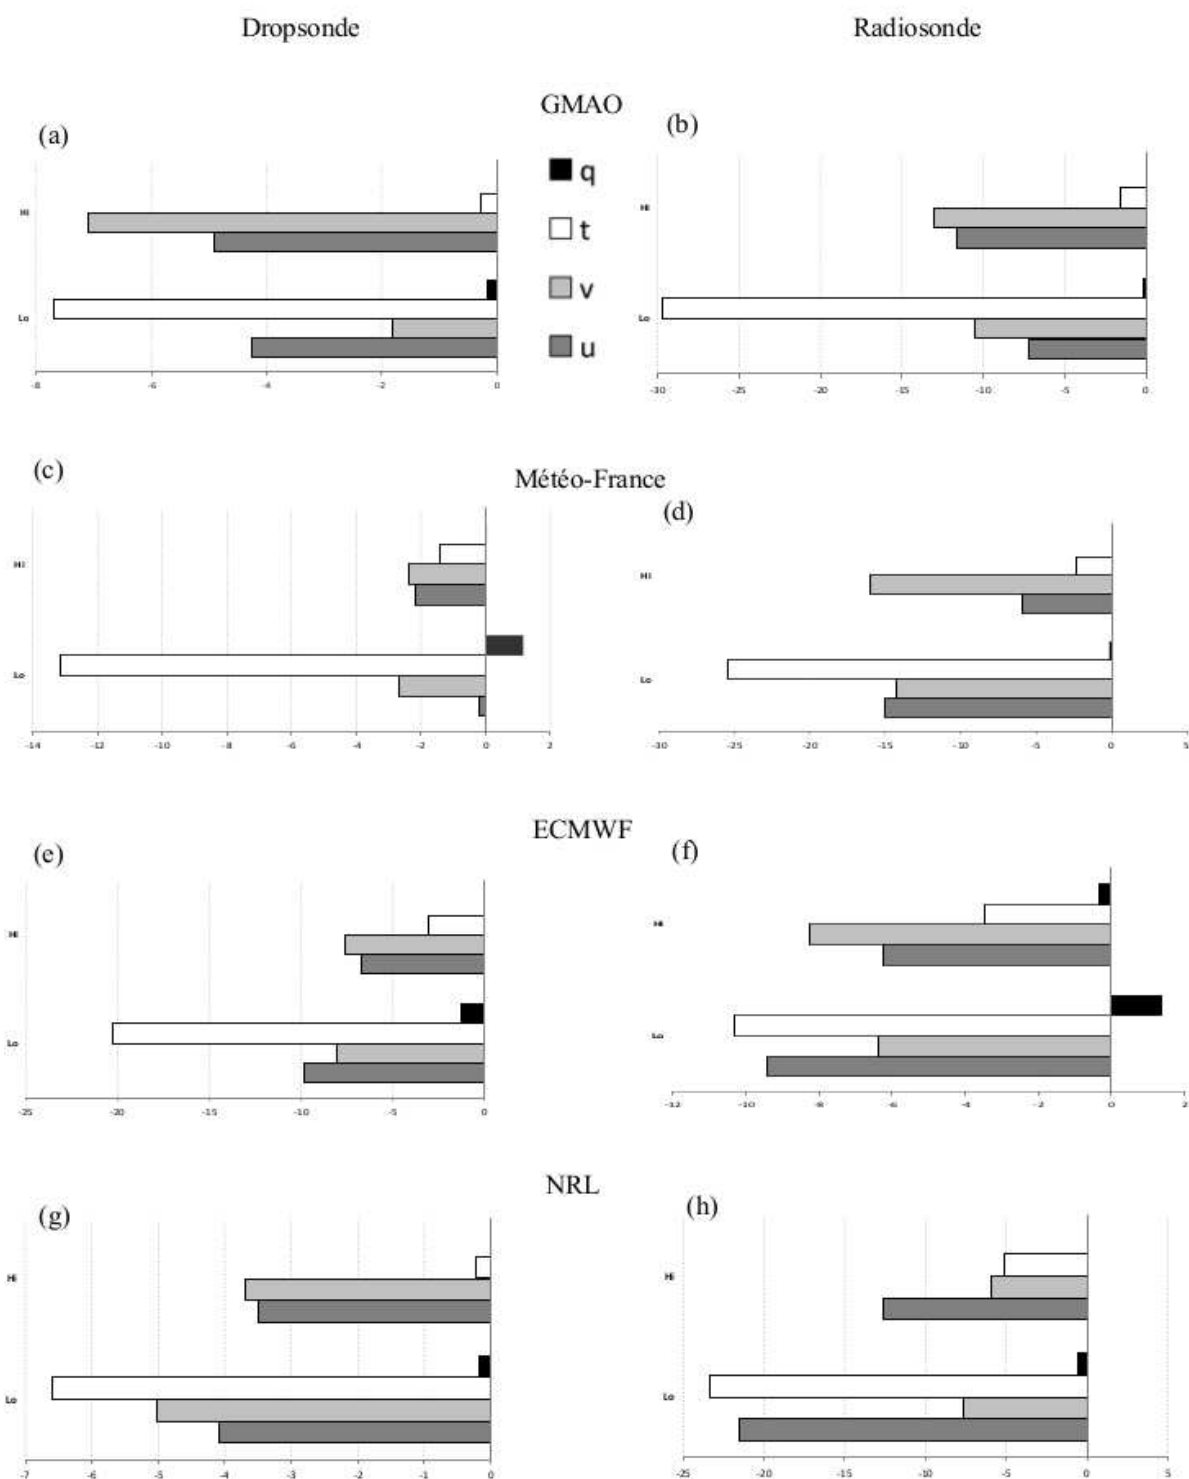 Dropsonde Radiosonde
GMAO
(a) (b)
q
t
v
u
Hi Hi
Lo Lo
-8 -6 -4 -2 0 -30 -25 -20 -15 -10 -5 0
(c) Météo-France (d)
Hi Hi
Lo Lo
-14 -12 -10 -8 -6 -4 -2 0 2 -30 -25 -20 -15 -10 -5 0 5
ECMWF
(e) (f)
Hi Hi
Lo Lo
-25 -20 -15 -10 -5 0 -12 -10 -8 -6 -4 -2 0 2
NRL
(g) (h)
Hi Hi
Lo Lo
-7 -6 -5 -4 -3 -2 -1 0 -25 -20 -15 -10 -5 0 5